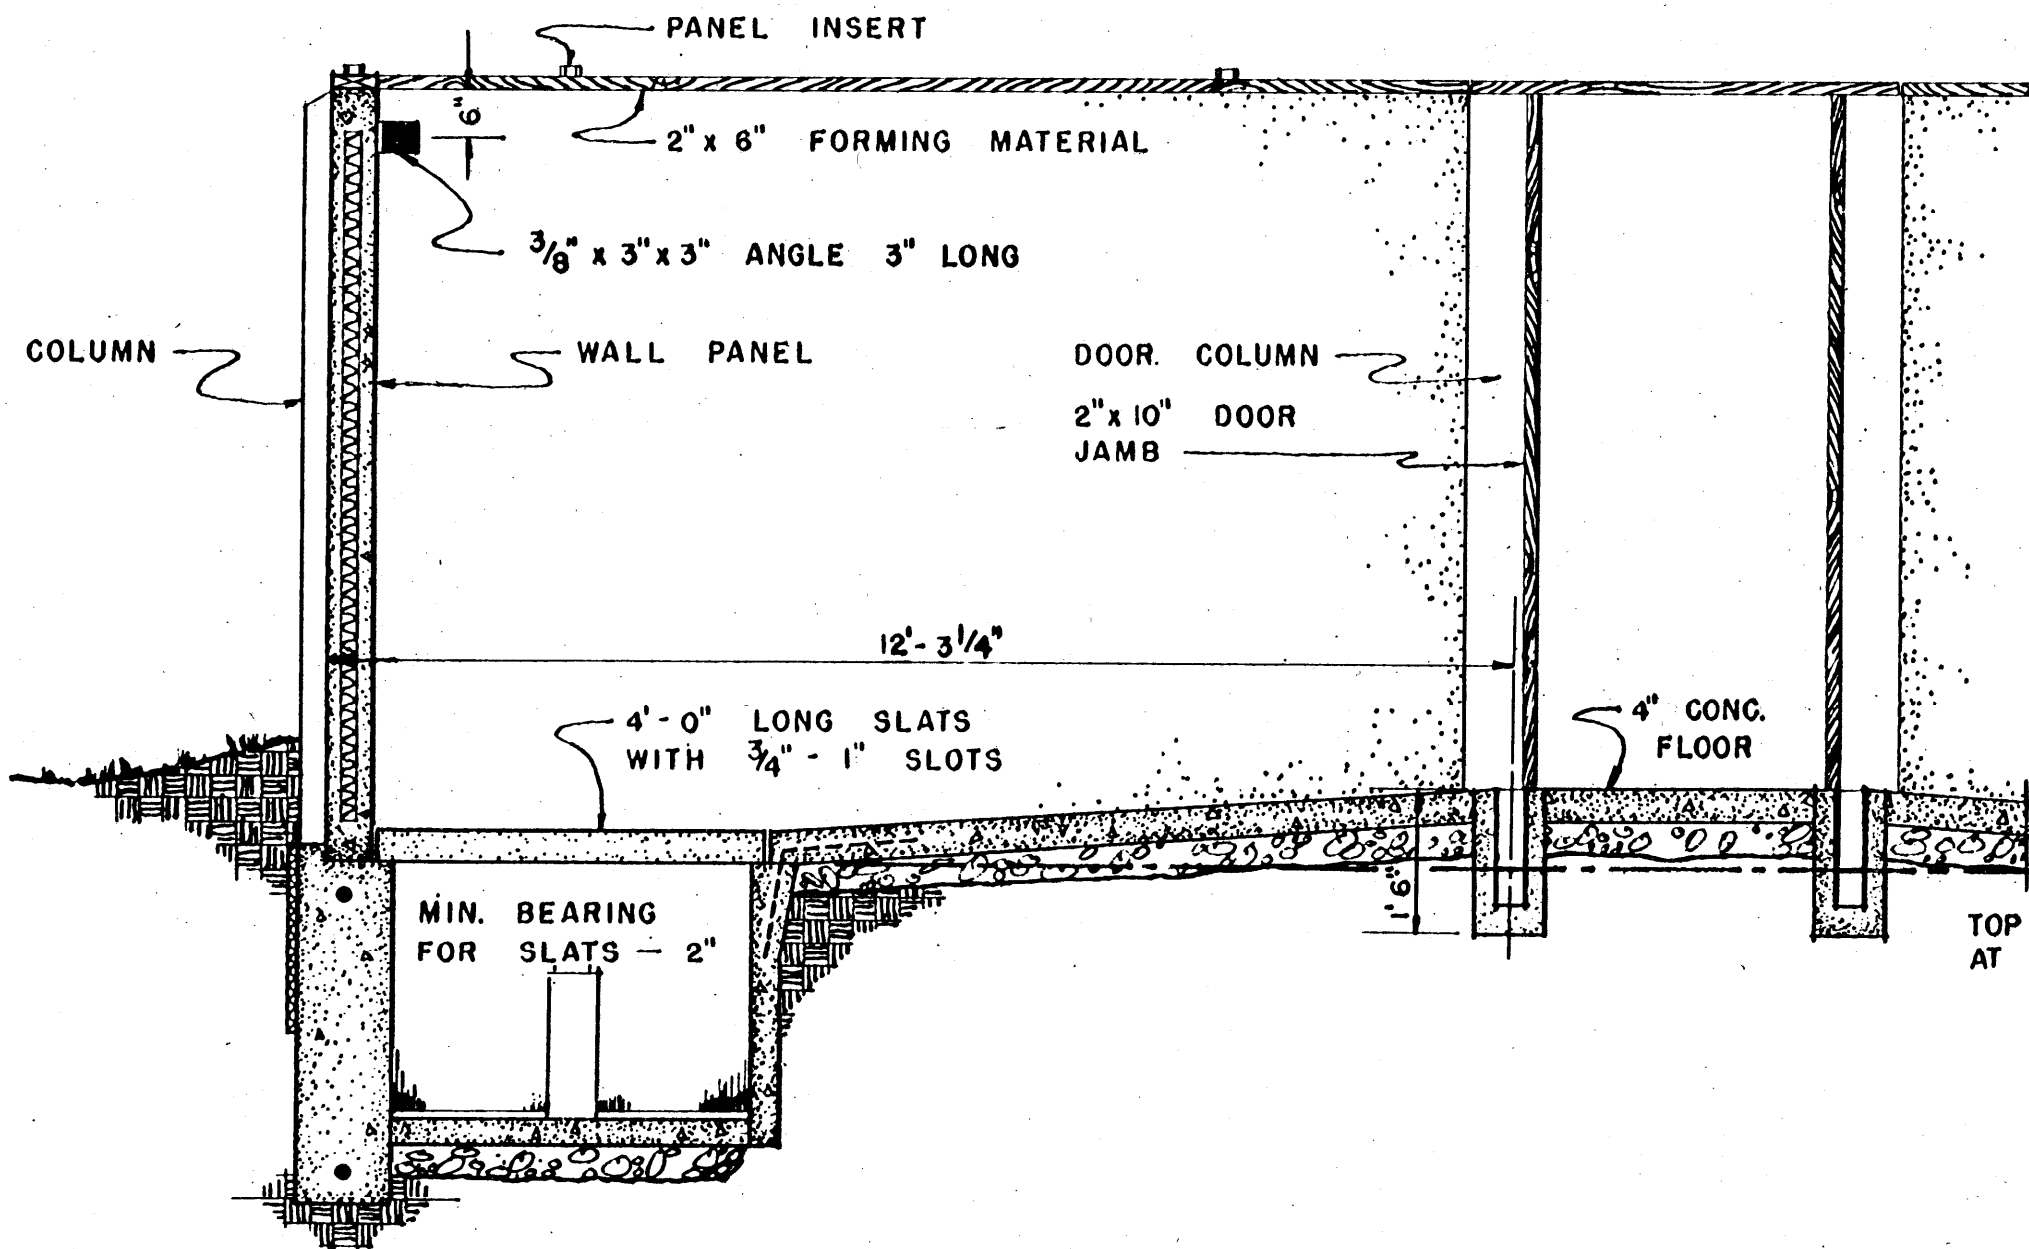 PANEL INSERT
6"
2" x 6" FORMING MATERIAL
3/8" x 3" x 3" ANGLE 3" LONG
COLUMN
WALL PANEL
DOOR. COLUMN
2" x 10" DOOR
JAMB
12'- 3 1/4"
4'- 0" LONG SLATS
WITH 3/4" - 1" SLOTS
4" CONC.
FLOOR
MIN. BEARING
FOR SLATS — 2"
1'9"
TOP
AT